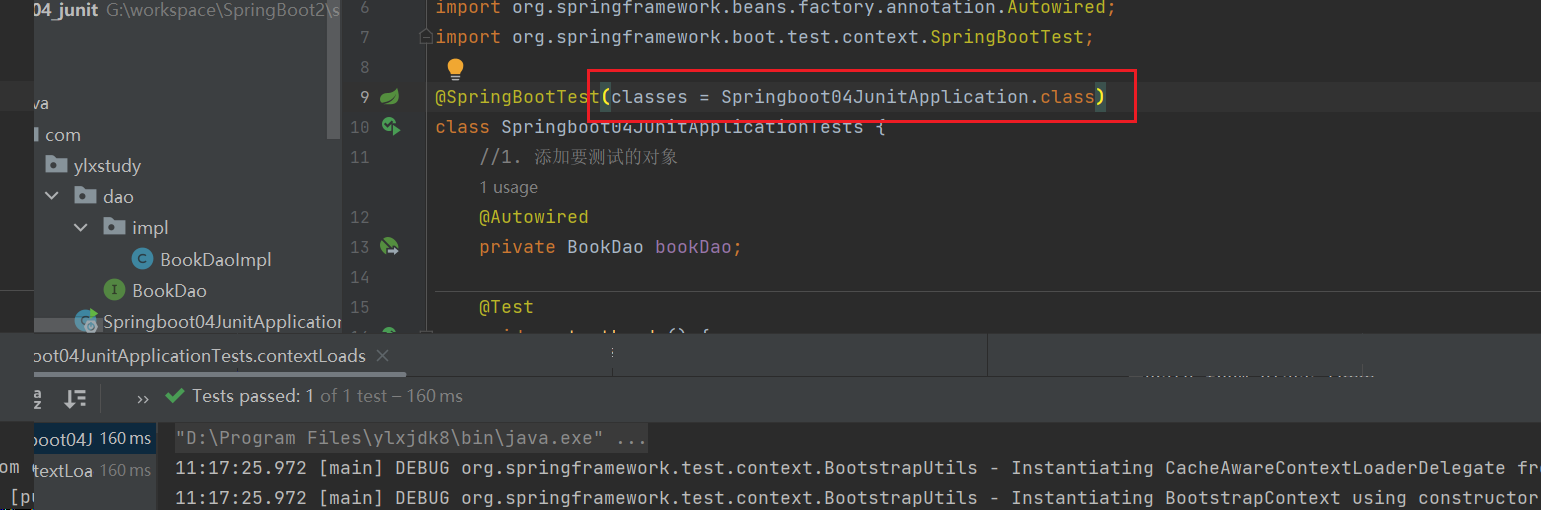 04_junit G:\workspace\SpringBoot2\s
va
com
ylxstudy
dao
impl
BookDaoImpl
BookDao
Springboot04JunitApplication
6 import org.springframework.beans.factory.annotation.Autowired;
7 import org.springframework.boot.test.context.SpringBootTest;
8
9 @SpringBootTest(classes = Springboot04JunitApplication.class)
10 class Springboot04JunitApplicationTests {
11 //1. 添加要测试的对象
1 usage
12 @Autowired
13 private BookDao bookDao;
14
15 @Test
oot04JunitApplicationTests.contextLoads
Tests passed: 1 of 1 test – 160 ms
boot04J 160 ms
textLoa 160 ms
om
[pu
"D:\Program Files\ylxjdk8\bin\java.exe" ...
11:17:25.972 [main] DEBUG org.springframework.test.context.BootstrapUtils - Instantiating CacheAwareContextLoaderDelegate fr
11:17:25.972 [main] DEBUG org.springframework.test.context.BootstrapUtils - Instantiating BootstrapContext using constructor